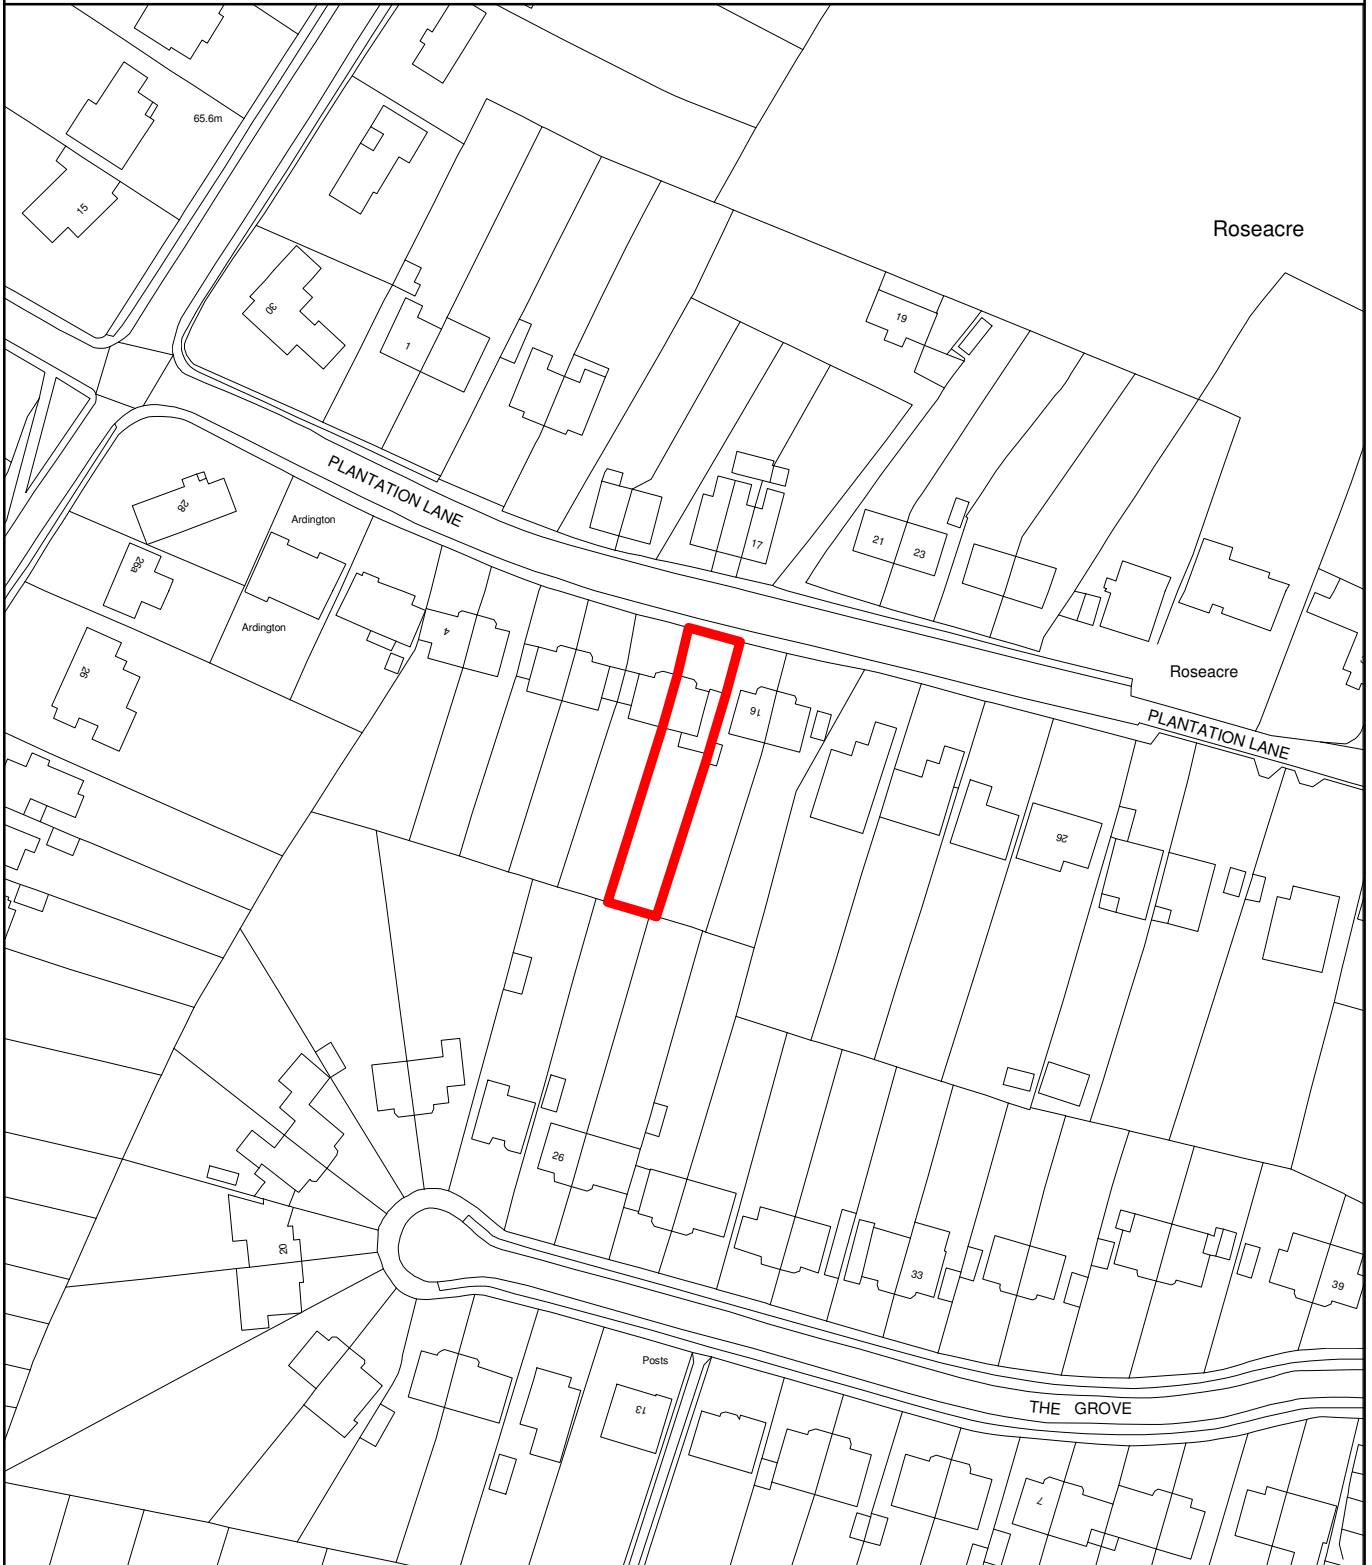 65.6m
15
Roseacre
30
1
19
PLANTATION LANE
28
Ardington
17
21
23
26a
Ardington
4
26
Roseacre
16
PLANTATION LANE
26
26
20
33
39
Posts
13
THE GROVE
7